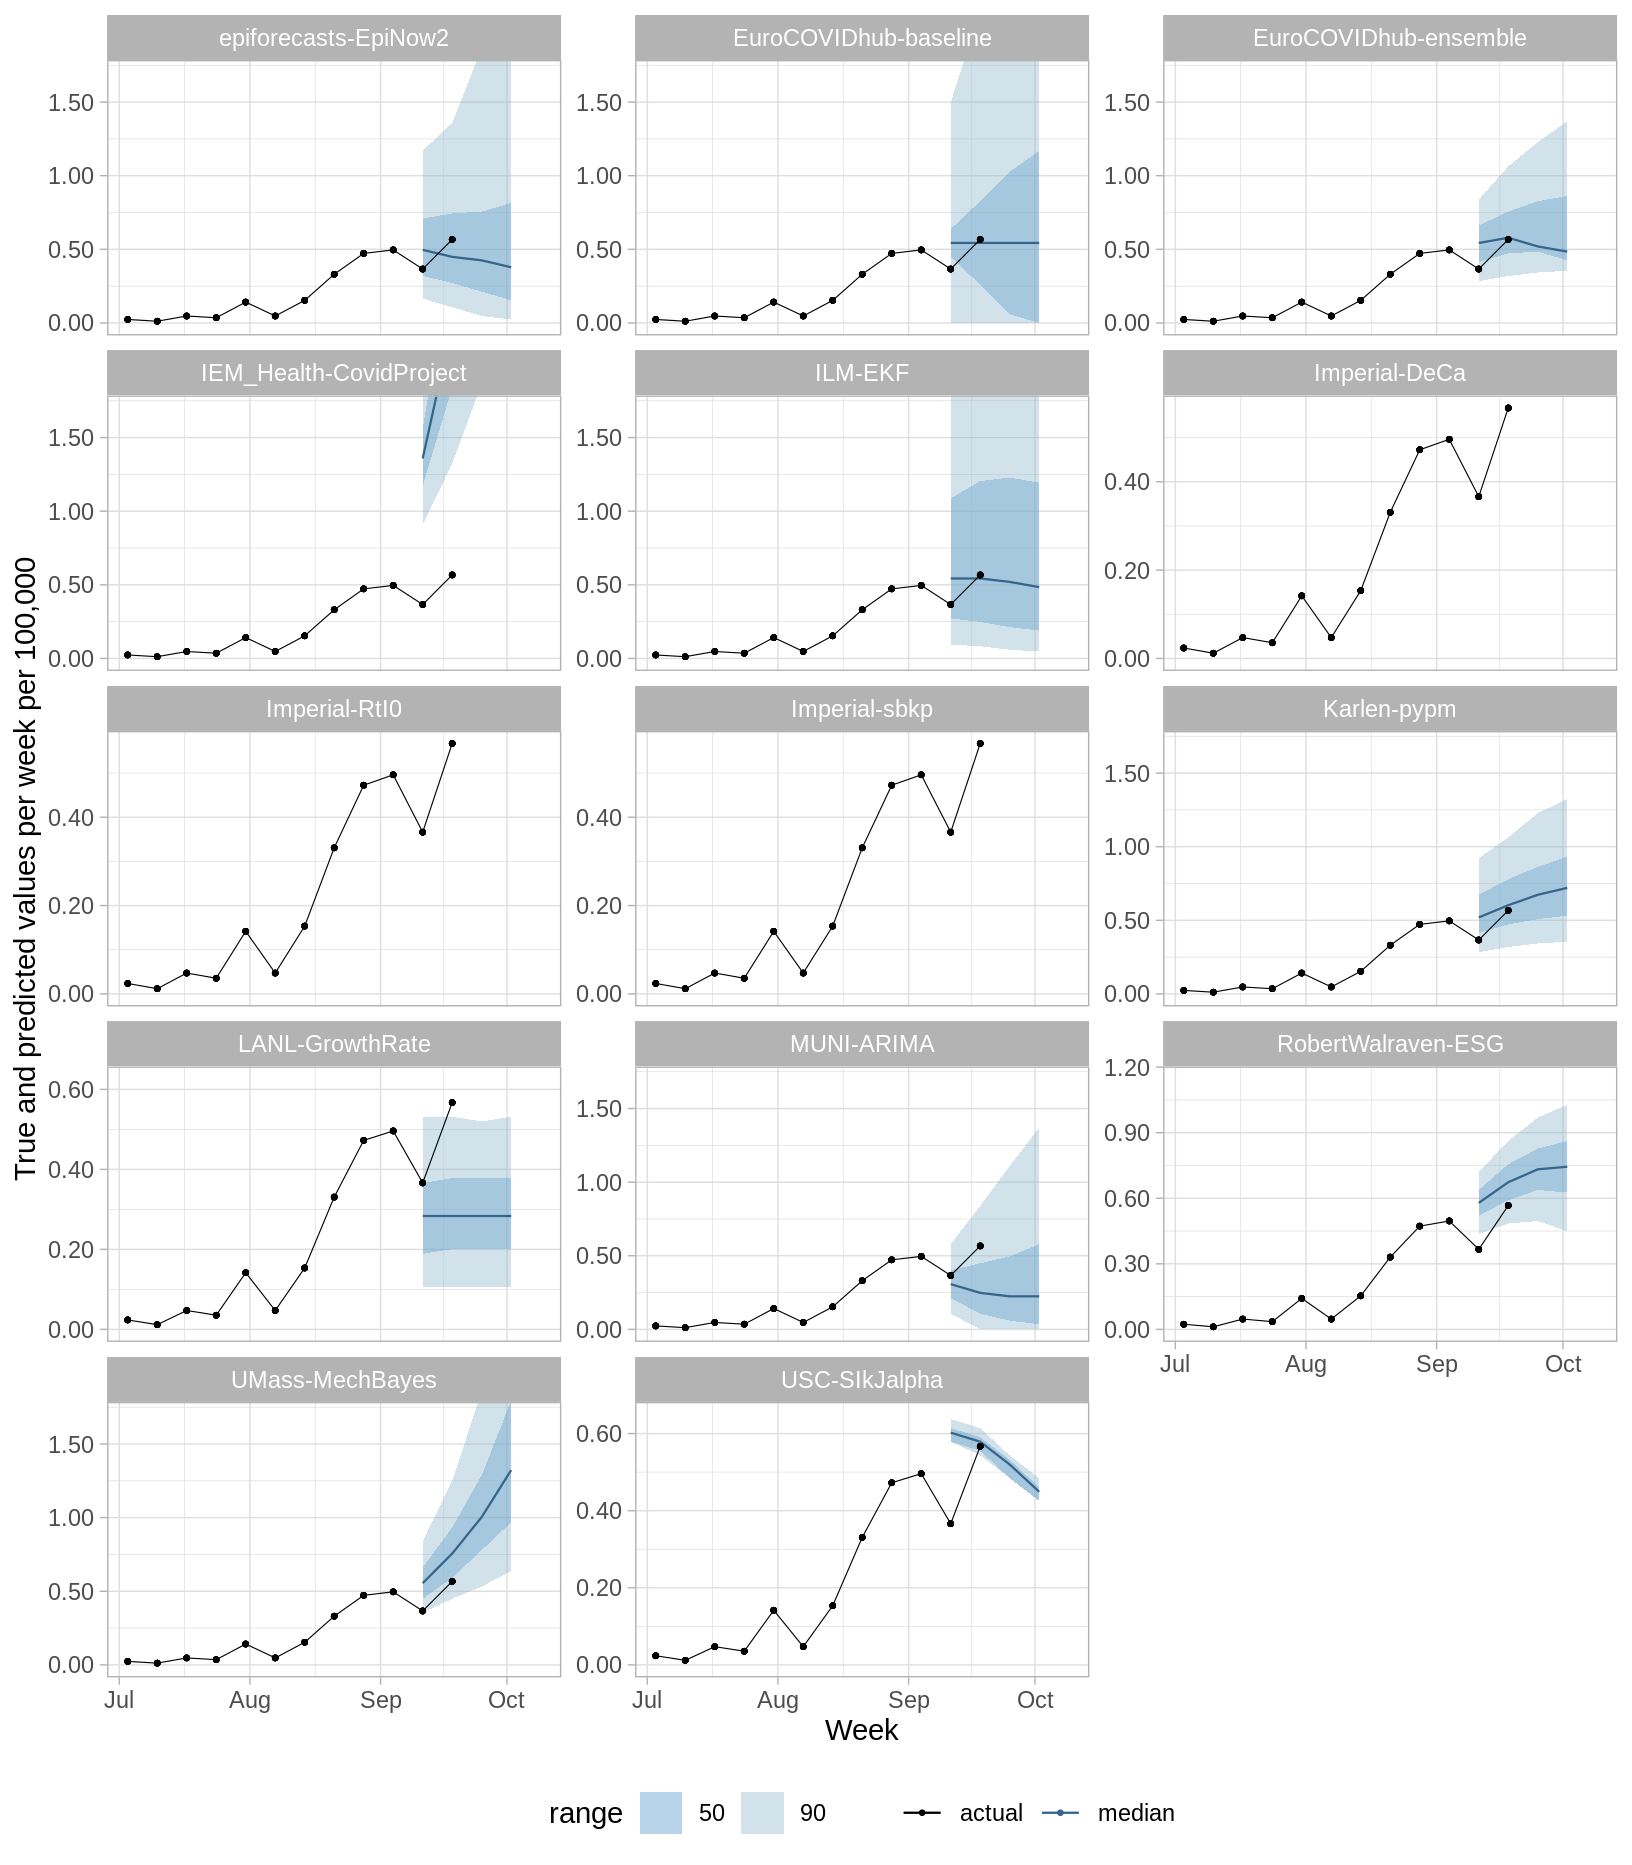 True and predicted values per week per 100,000
epiforecasts-EpiNow2
1.50
1.00
0.50
0.00
EuroCOVIDhub-baseline
1.50
1.00
0.50
0.00
EuroCOVIDhub-ensemble
1.50
1.00
0.50
0.00
IEM_Health-CovidProject
1.50
1.00
0.50
0.00
ILM-EKF
1.50
1.00
0.50
0.00
Imperial-DeCa
0.40
0.20
0.00
Imperial-RtI0
0.40
0.20
0.00
Imperial-sbkp
0.40
0.20
0.00
Karlen-pypm
1.50
1.00
0.50
0.00
LANL-GrowthRate
0.60
0.40
0.20
0.00
MUNI-ARIMA
1.50
1.00
0.50
0.00
RobertWalraven-ESG
1.20
0.90
0.60
0.30
0.00
Jul Aug Sep Oct
UMass-MechBayes
1.50
1.00
0.50
0.00
Jul Aug Sep Oct
USC-SIkJalpha
0.60
0.40
0.20
0.00
Jul Aug Sep Oct
Week
range 50 90 actual median